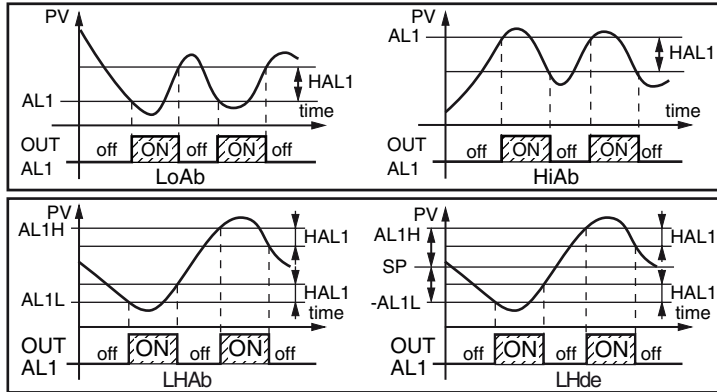 PV
HAL1
AL1
time
OUT
AL1
off ON off ON off
LoAb
PV
AL1
HAL1
time
OUT
AL1
off ON off ON off
HiAb
PV
AL1H
HAL1
HAL1
AL1L
time
OUT
AL1
off ON off ON off
LHAb
PV
AL1H
HAL1
SP
HAL1
-AL1L
time
OUT
AL1
off ON off ON off
LHde